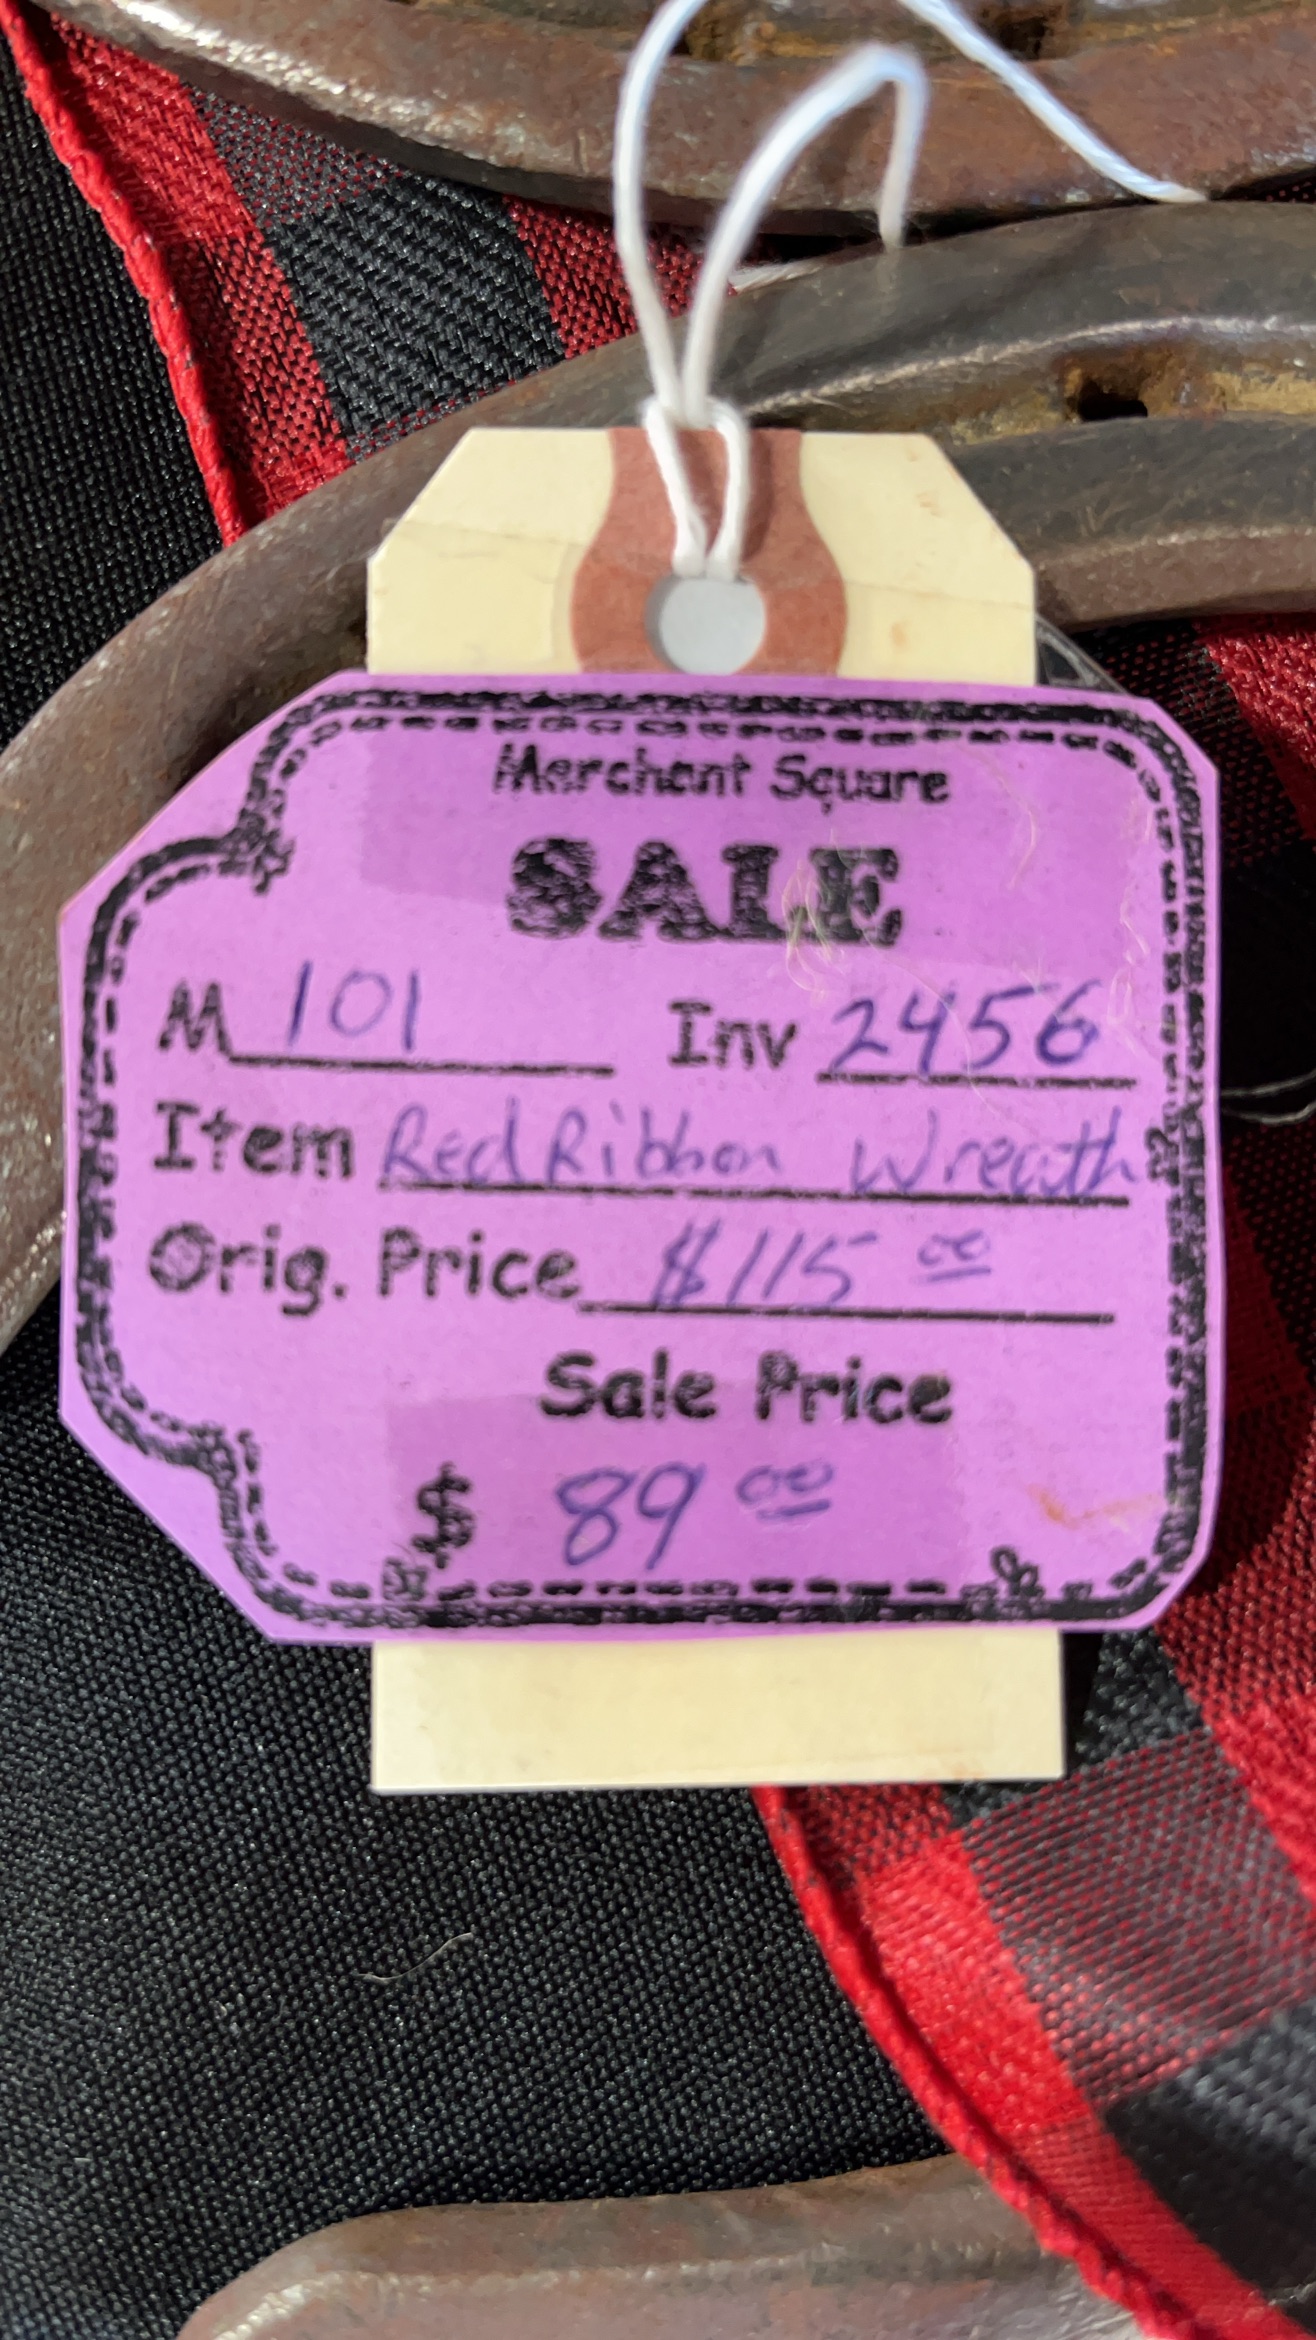 Merchant Square
SALE
M 101 Inv 2456
Item Red Ribbon Wreath
Orig. Price $115 00
Sale Price
$ 89 00